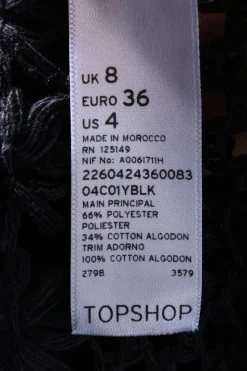 UK 8
EURO 36
US 4
MADE IN MOROCCO
RN 125149
NIF No: A0061711H
2260424360083
04C01YBLK
MAIN PRINCIPAL
66% POLYESTER
POLIESTER
34% COTTON ALGODON
TRIM ADORNO
100% COTTON ALGODON
2798 3579
TOPSHOP